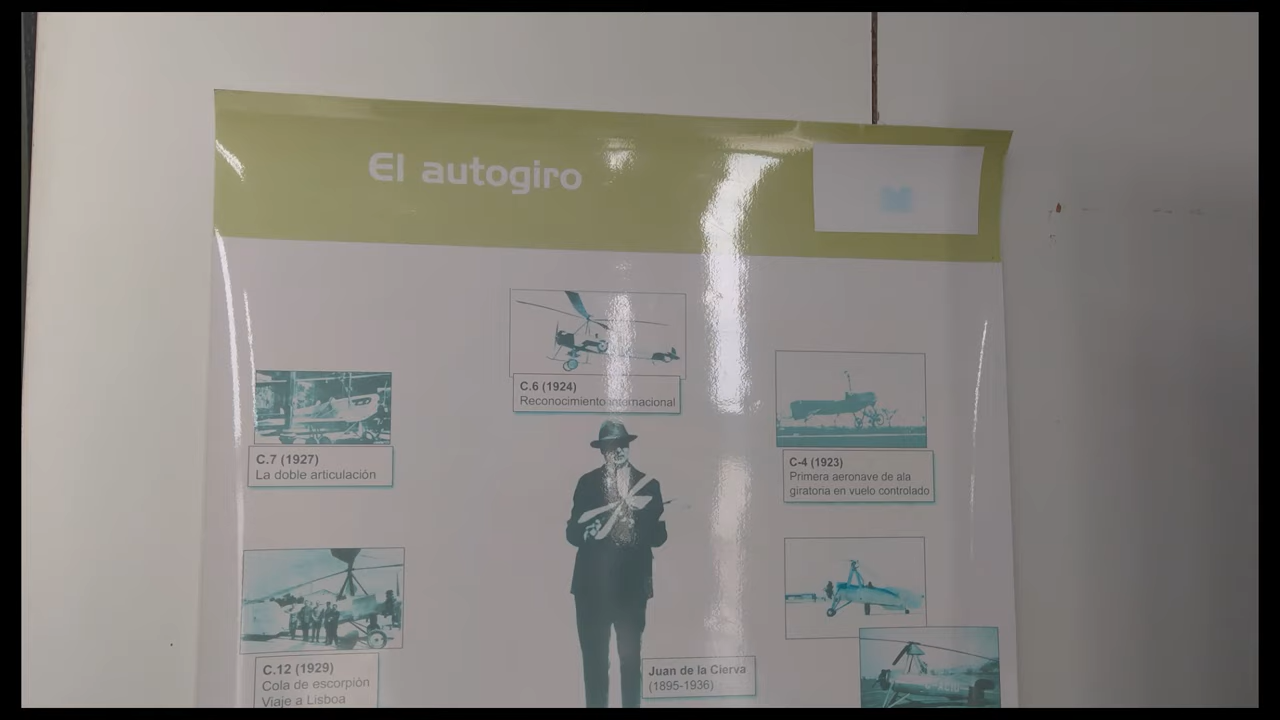 El autogiro
C.6 (1924)
Reconocimiento internacional
C.7 (1927)
La doble articulación
C-4 (1923)
Primera aeronave de ala
giratoria en vuelo controlado
C.12 (1929)
Cola de escorpión
Viaje a Lisboa
Juan de la Cierva
(1895-1936)